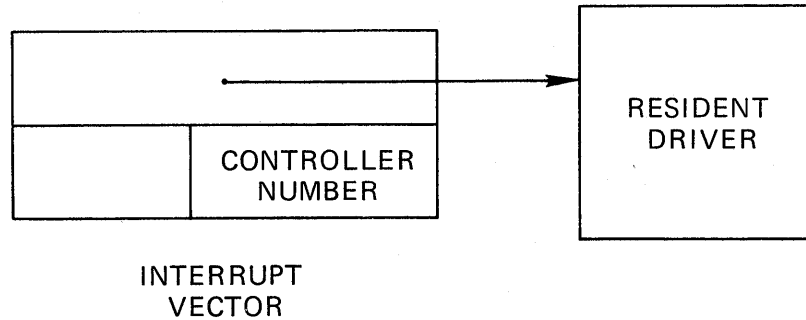 CONTROLLER
NUMBER
RESIDENT
DRIVER
INTERRUPT
VECTOR